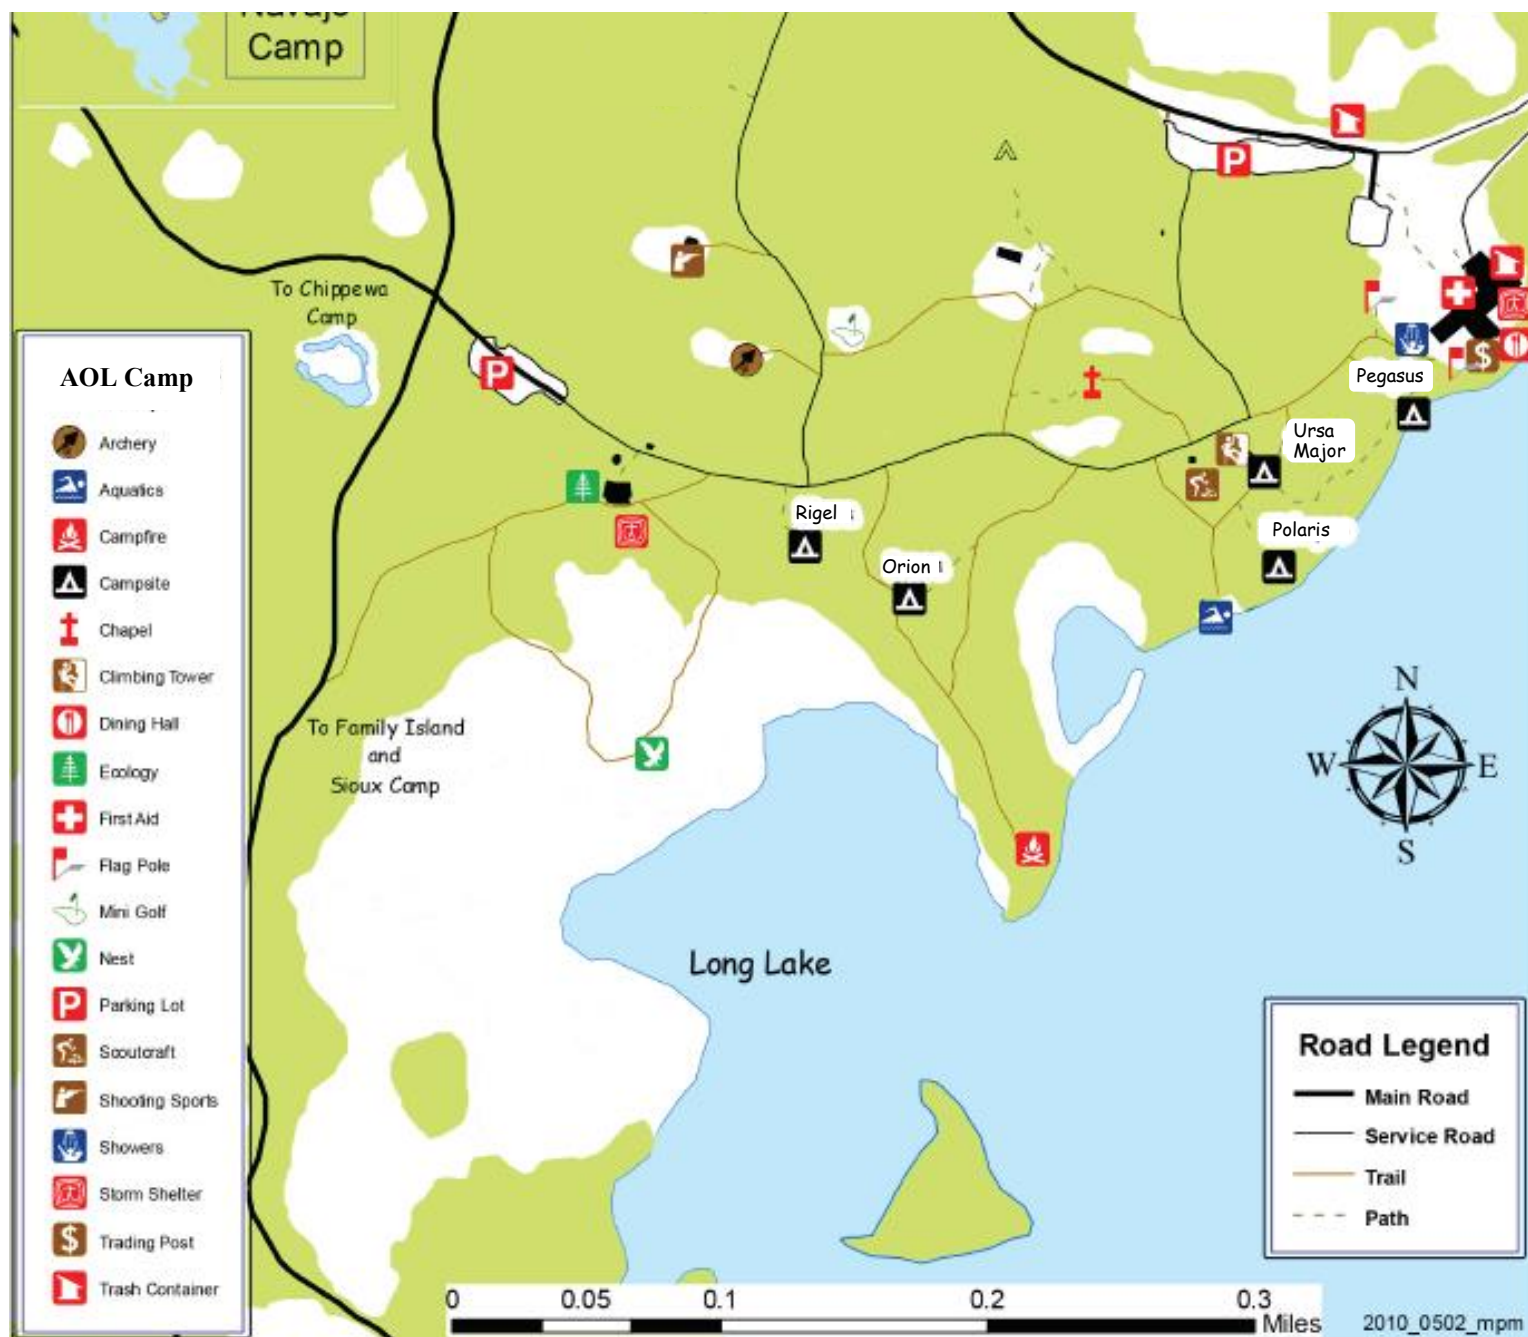 Navajo
Camp
To Chippewa
Camp
AOL Camp
Archery
Aquatics
Campfire
Campsite
Chapel
Climbing Tower
Dining Hall
Ecology
First Aid
Flag Pole
Mini Golf
Nest
Parking Lot
Scoutcraft
Shooting Sports
Showers
Storm Shelter
Trading Post
Trash Container
P
P
Pegasus
Ursa
Major
Rigel
Polaris
Orion
To Family Island
and
Sioux Camp
Long Lake
N
W E
S
Road Legend
Main Road
Service Road
Trail
Path
0 0.05 0.1 0.2 0.3
Miles
2010_0502_mpm